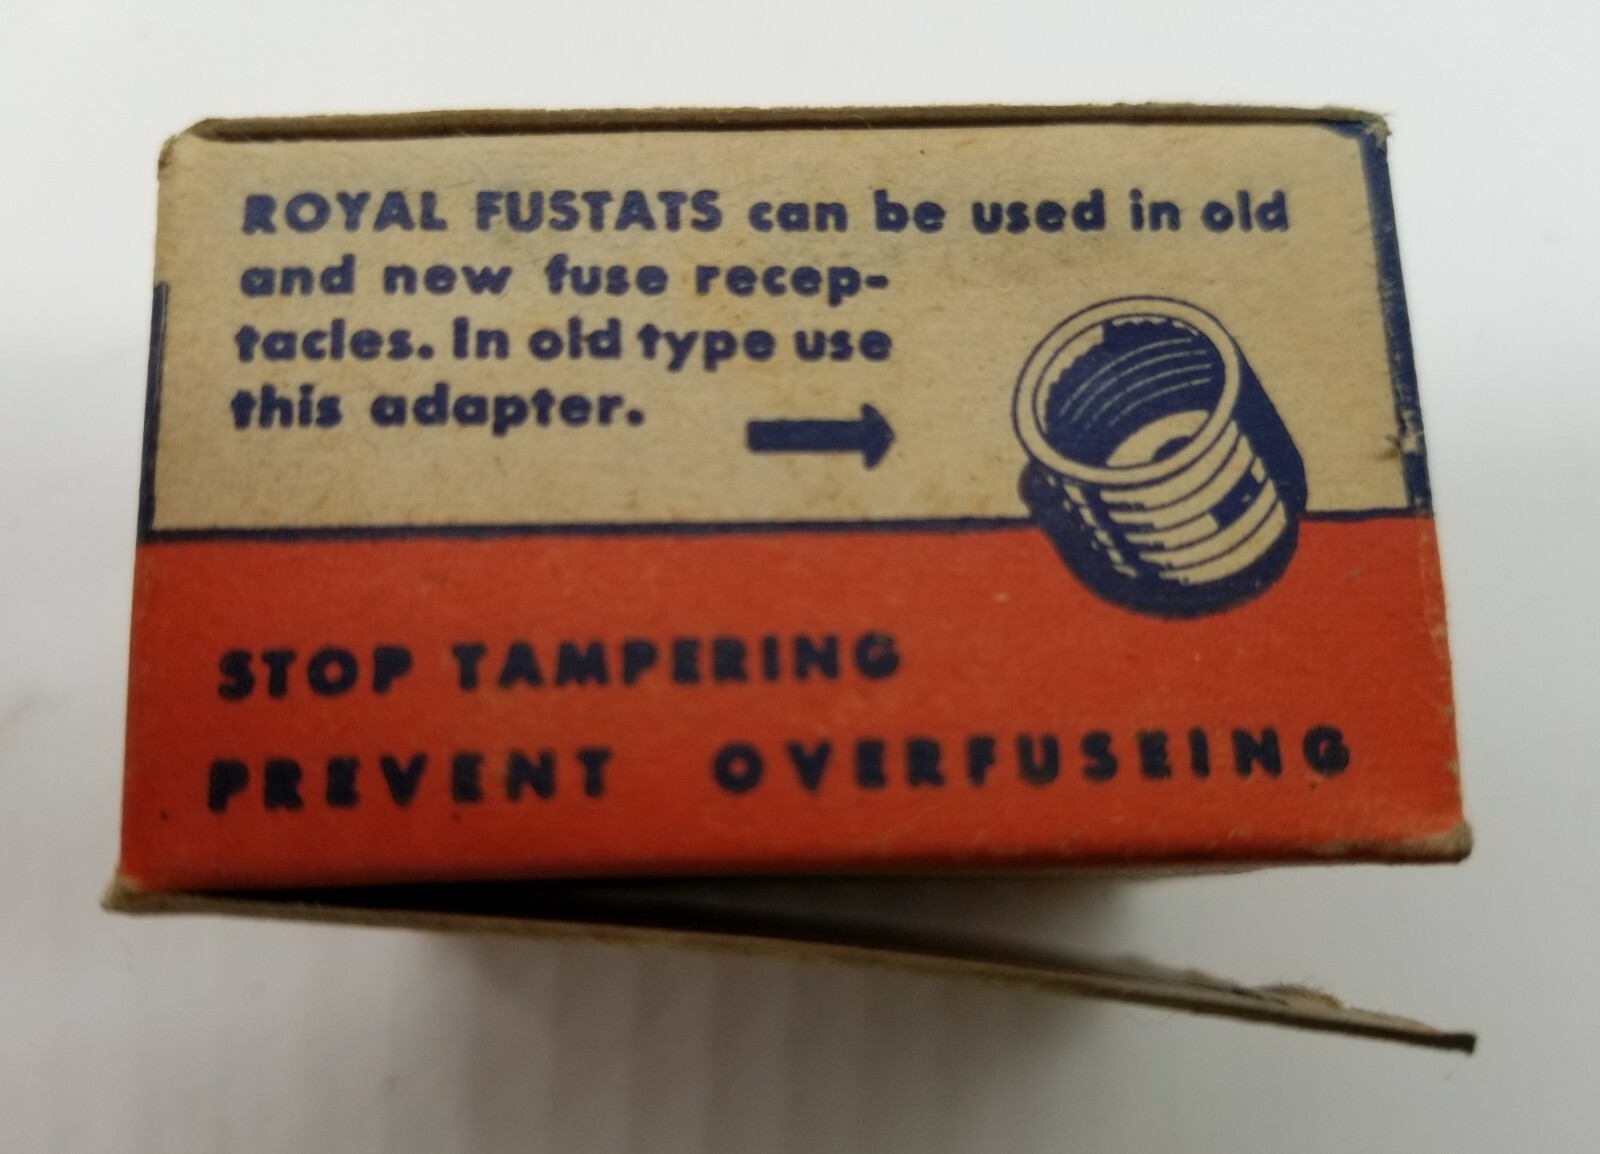 ROYAL FUSTATS can be used in old
and new fuse recep-
tacles. In old type use
this adapter.
STOP TAMPERING
PREVENT OVERFUSEING